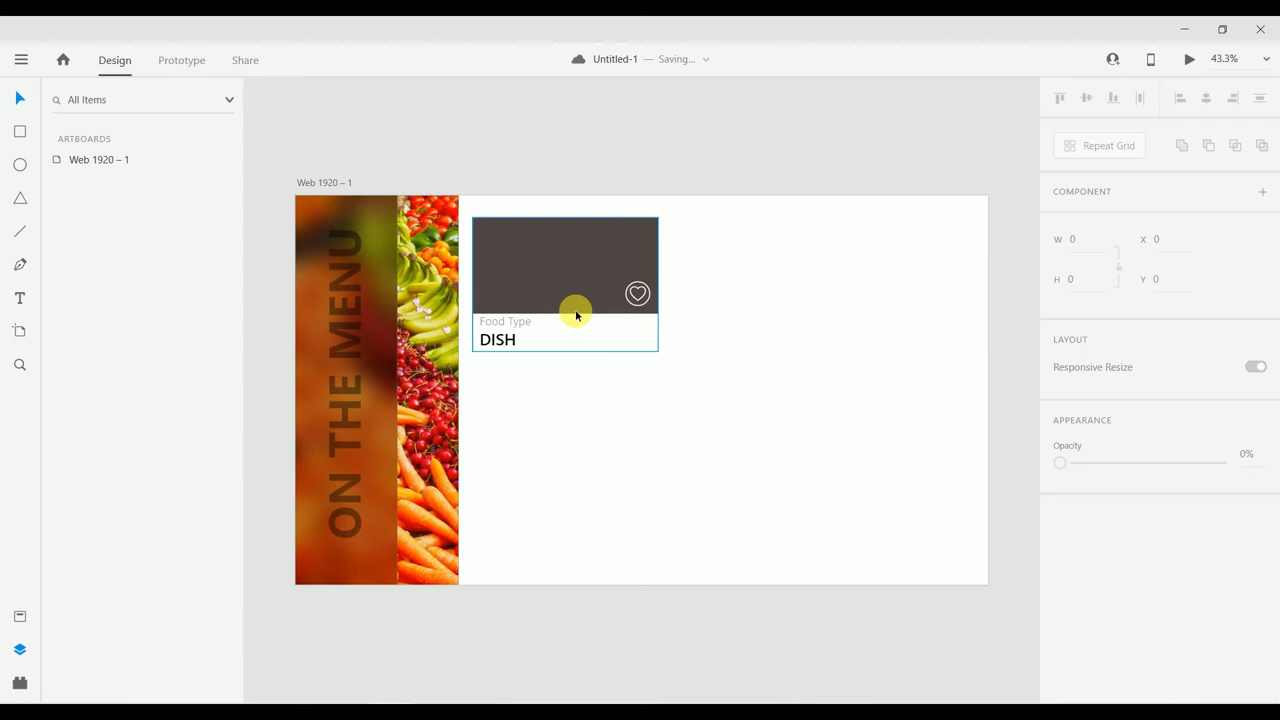 Design
Prototype
Share
Untitled-1 — Saving...
43.3%
All Items
ARTBOARDS
Web 1920 – 1
Web 1920 – 1
ON THE MENU
Food Type
DISH
Repeat Grid
COMPONENT
W 0
X 0
H 0
Y 0
LAYOUT
Responsive Resize
APPEARANCE
Opacity
0%